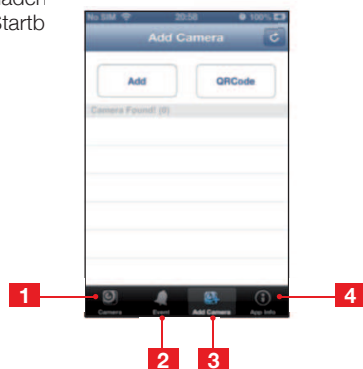 laden
Startb
No SIM 20:58 100%
Add Camera
Add QRCode
Camera Found! (0)
1 4
Camera Event Add Camera App Info
2 3